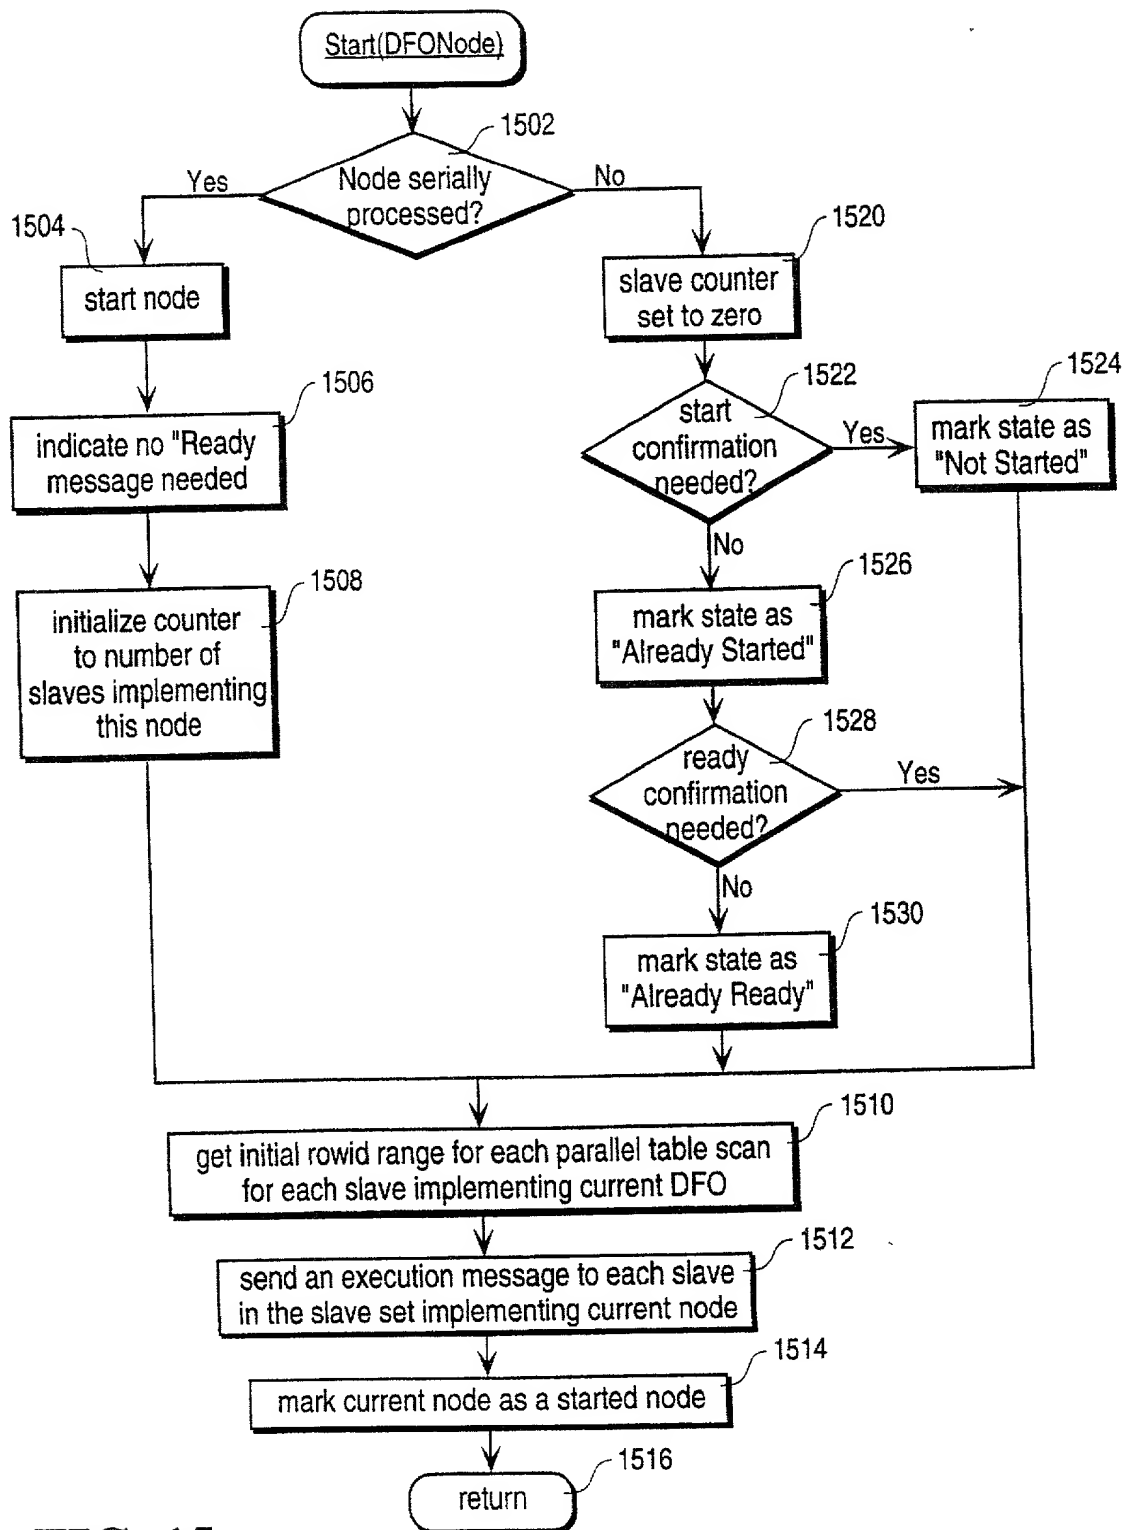 Start(DFONode)
1502
Node serially
processed?
Yes
No
1504
start node
1506
indicate no "Ready
message needed
1508
initialize counter
to number of
slaves implementing
this node
1520
slave counter
set to zero
1522
start
confirmation
needed?
Yes
1524
mark state as
"Not Started"
No
1526
mark state as
"Already Started"
1528
ready
confirmation
needed?
Yes
No
1530
mark state as
"Already Ready"
1510
get initial rowid range for each parallel table scan
for each slave implementing current DFO
1512
send an execution message to each slave
in the slave set implementing current node
1514
mark current node as a started node
1516
return